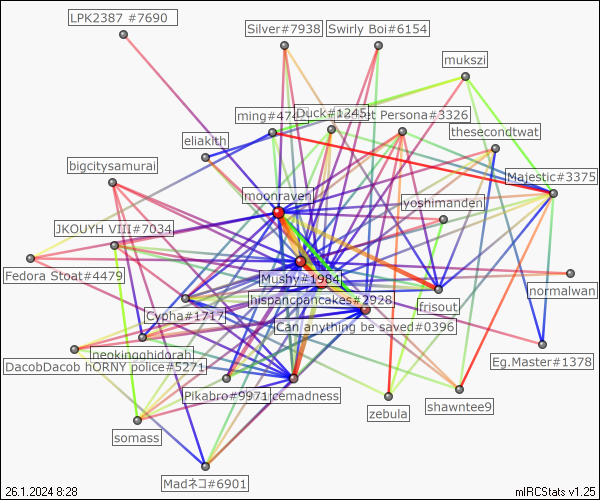 LPK2387 #7690
Silver#7938
Swirly Boi#6154
mukszi
ming#474
Duck#1245
et Persona#3326
thesecondtwat
eliakith
bigcitysamurai
Majestic#3375
moonraven
yoshimanden
JKOUYH VIII#7034
Fedora Stoat#4479
Mushy#1984
normalwan
hispancpancakes#2928
frisout
Cypha#1717
Can anything be saved#0396
neokingghidorah
Eg.Master#1378
DacobDacob hORNY police#5271
Pikabro#9971
rcemadness
zebula
shawntee9
somass
Madネコ#6901
26.1.2024 8:28
mIRCStats v1.25